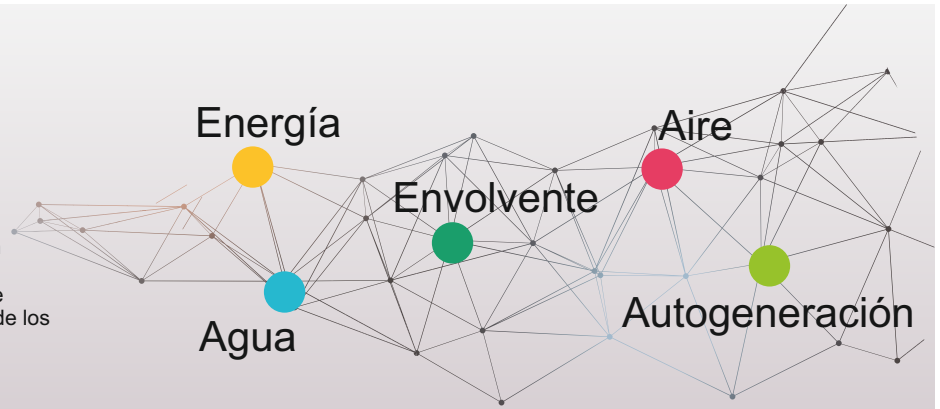 Energía
Aire
Envolvente
de los
Autogeneración
Agua